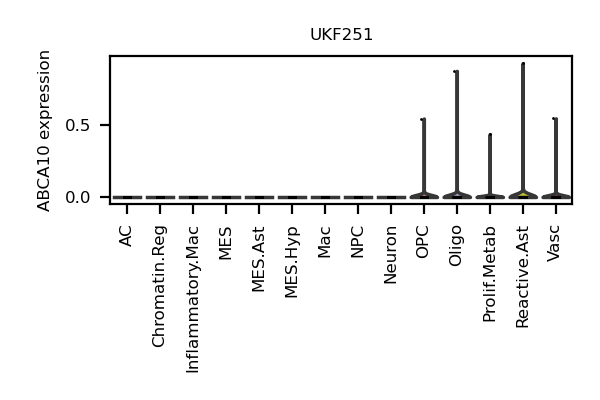 UKF251
ABCA10 expression
0.5
0.0
AC
Chromatin.Reg
Inflammatory.Mac
MES
MES.Ast
MES.Hyp
Mac
NPC
Neuron
OPC
Oligo
Prolif.Metab
Reactive.Ast
Vasc